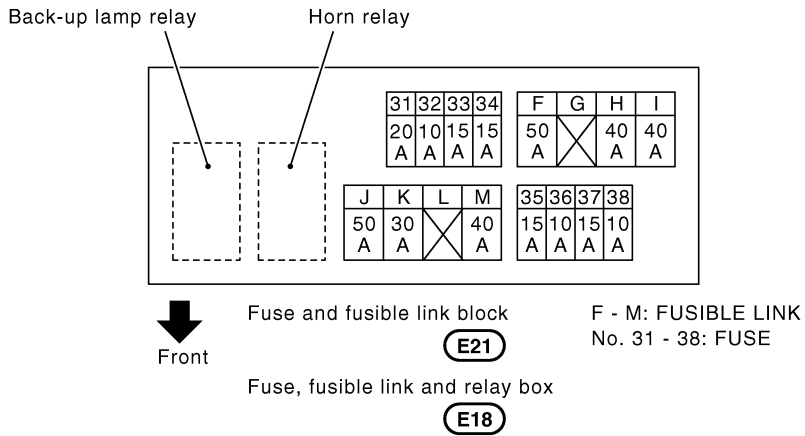 Back-up lamp relay
Horn relay
31 32 33 34
20 A 10 A 15 A 15 A
F G H I
50 A 40 A 40 A
J K L M
50 A 30 A 40 A
35 36 37 38
15 A 10 A 15 A 10 A
Front
Fuse and fusible link block
E21
Fuse, fusible link and relay box
E18
F - M: FUSIBLE LINK
No. 31 - 38: FUSE